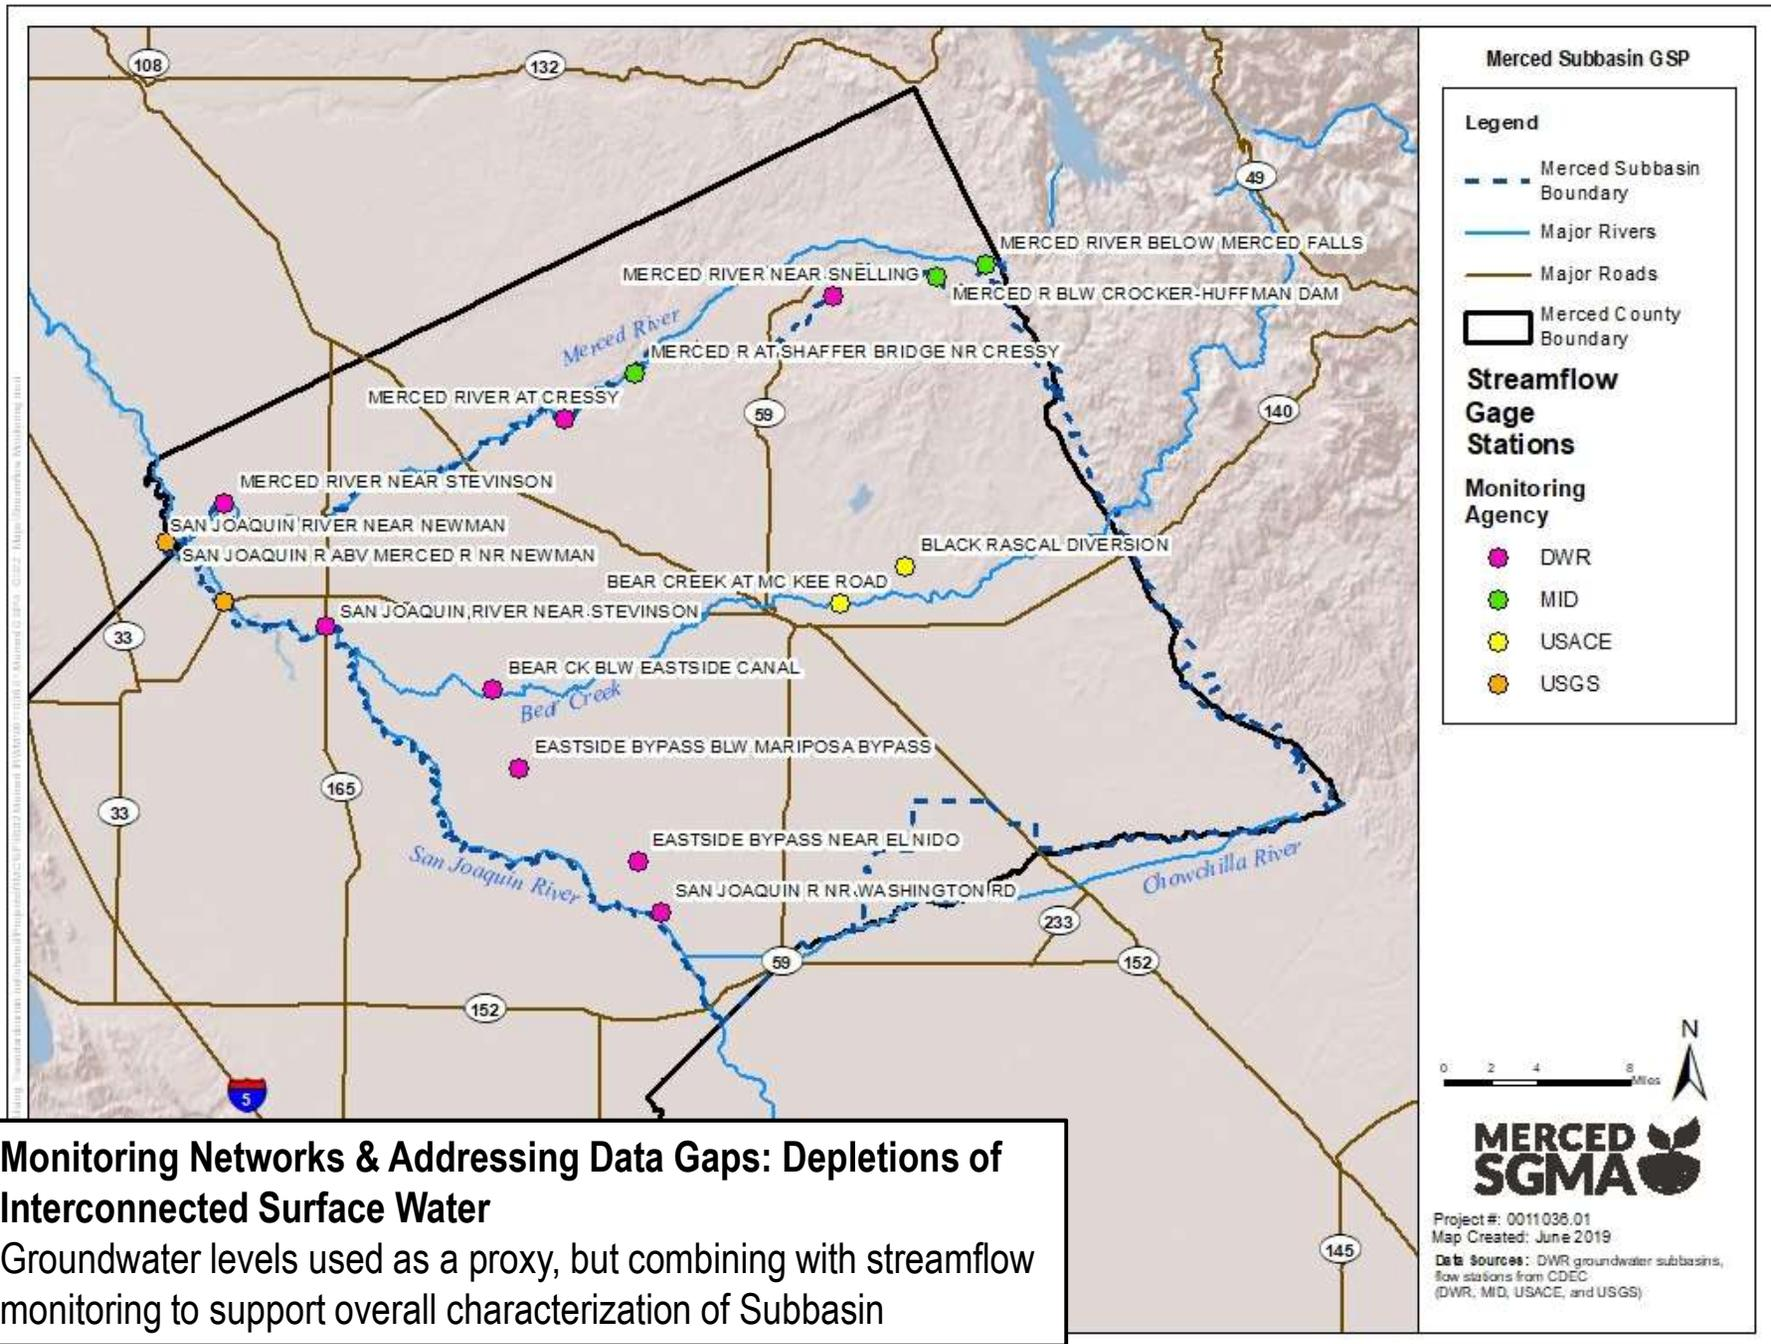 Merced Subbasin GSP
Legend
Merced Subbasin
Boundary
Major Rivers
Major Roads
Merced County
Boundary
Streamflow
Gage
Stations
Monitoring
Agency
DWR
MID
USACE
USGS
108
132
49
MERCED RIVER BELOW MERCED FALLS
MERCED RIVER NEAR SNELLING
MERCED R BLW CROCKER-HUFFMAN DAM
Merced River
MERCED R AT SHAFFER BRIDGE NR CRESSY
MERCED RIVER AT CRESSY
59
140
MERCED RIVER NEAR STEVINSON
SAN JOAQUIN RIVER NEAR NEWMAN
SAN JOAQUIN R ABV MERCED R NR NEWMAN
BLACK RASCAL DIVERSION
BEAR CREEK AT MC KEE ROAD
SAN JOAQUIN RIVER NEAR STEVINSON
33
BEAR CK BLW EASTSIDE CANAL
Bear Creek
EASTSIDE BYPASS BLW MARIPOSA BYPASS
165
33
EASTSIDE BYPASS NEAR EL NIDO
San Joaquin River
Chowchilla River
SAN JOAQUIN R NR WASHINGTON RD
233
59
152
152
5
145
N
0 2 4 8
Miles
MERCED
SGMA
Project #: 0011036.01
Map Created: June 2019
Data Sources: DWR groundwater subbasins,
flow stations from CDEC
(DWR, MID, USACE, and USGS)
Monitoring Networks & Addressing Data Gaps: Depletions of
Interconnected Surface Water
Groundwater levels used as a proxy, but combining with streamflow
monitoring to support overall characterization of Subbasin